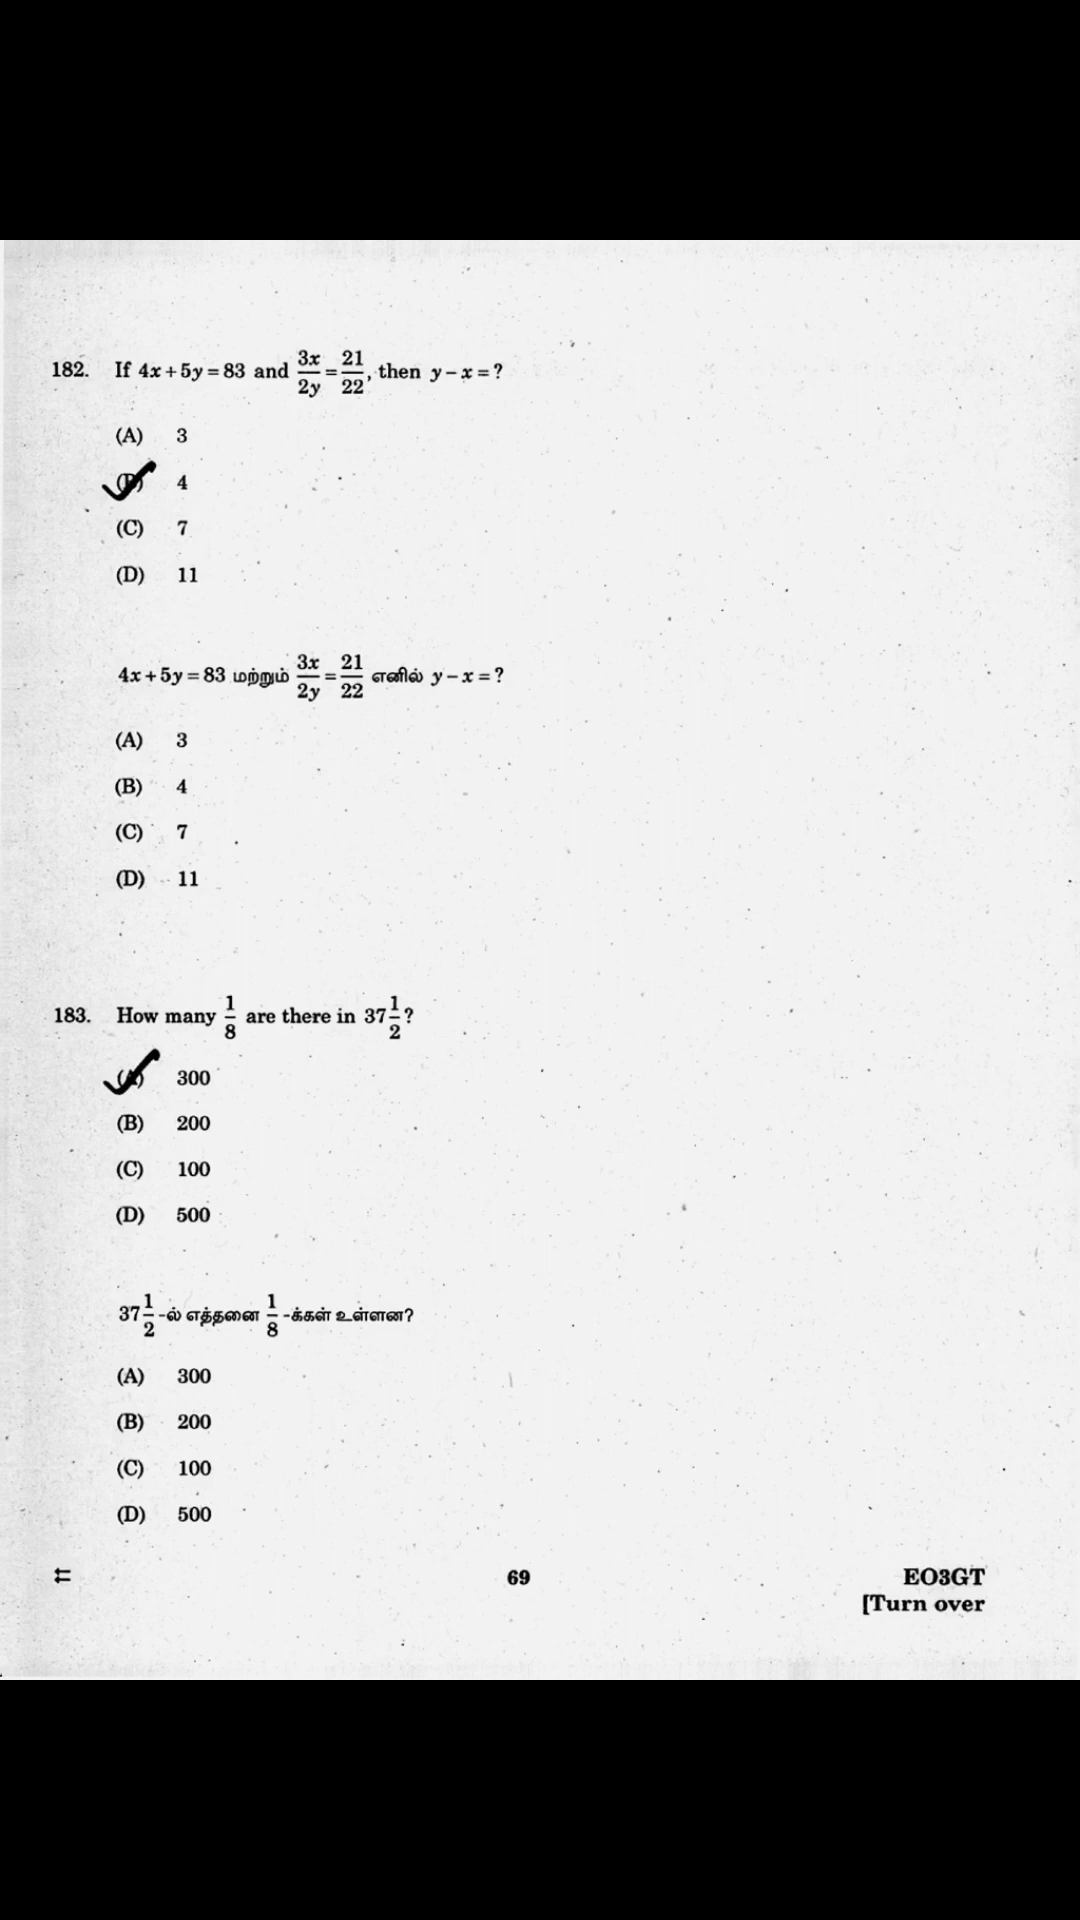 182. If 4x + 5y = 83 and 3x/2y = 21/22, then y – x = ?
(A) 3
(B) 4
(C) 7
(D) 11
4x + 5y = 83 மற்றும் 3x/2y = 21/22 எனில் y – x = ?
(A) 3
(B) 4
(C) 7
(D) 11
183. How many 1/8 are there in 37 1/2?
(A) 300
(B) 200
(C) 100
(D) 500
37 1/2-ல் எத்தனை 1/8-க்கள் உள்ளன?
(A) 300
(B) 200
(C) 100
(D) 500
69 EO3GT
[Turn over